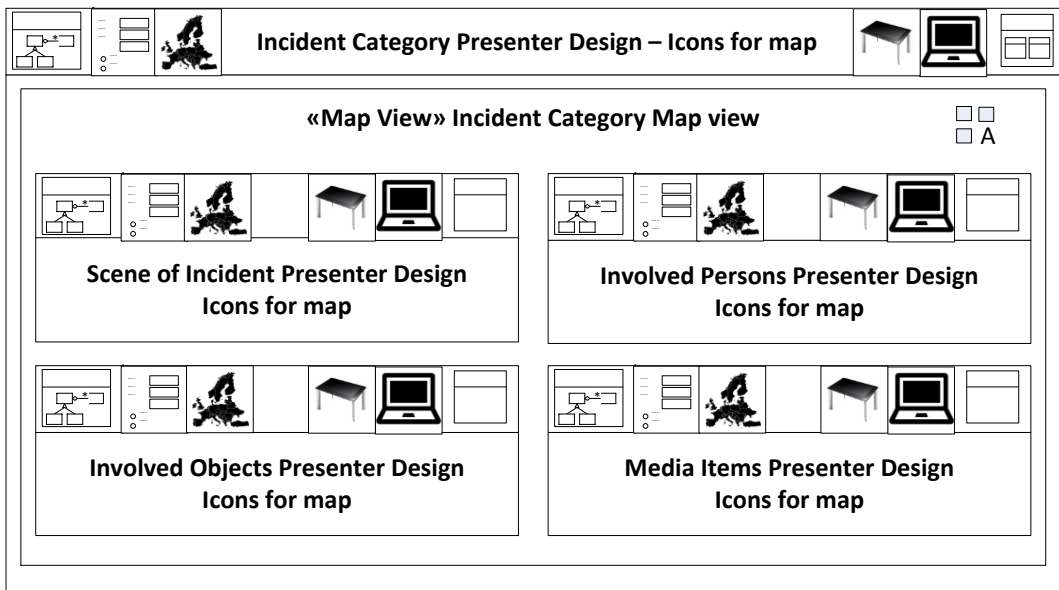 Incident Category Presenter Design – Icons for map
«Map View» Incident Category Map view
A
Scene of Incident Presenter Design
Icons for map
Involved Persons Presenter Design
Icons for map
Involved Objects Presenter Design
Icons for map
Media Items Presenter Design
Icons for map